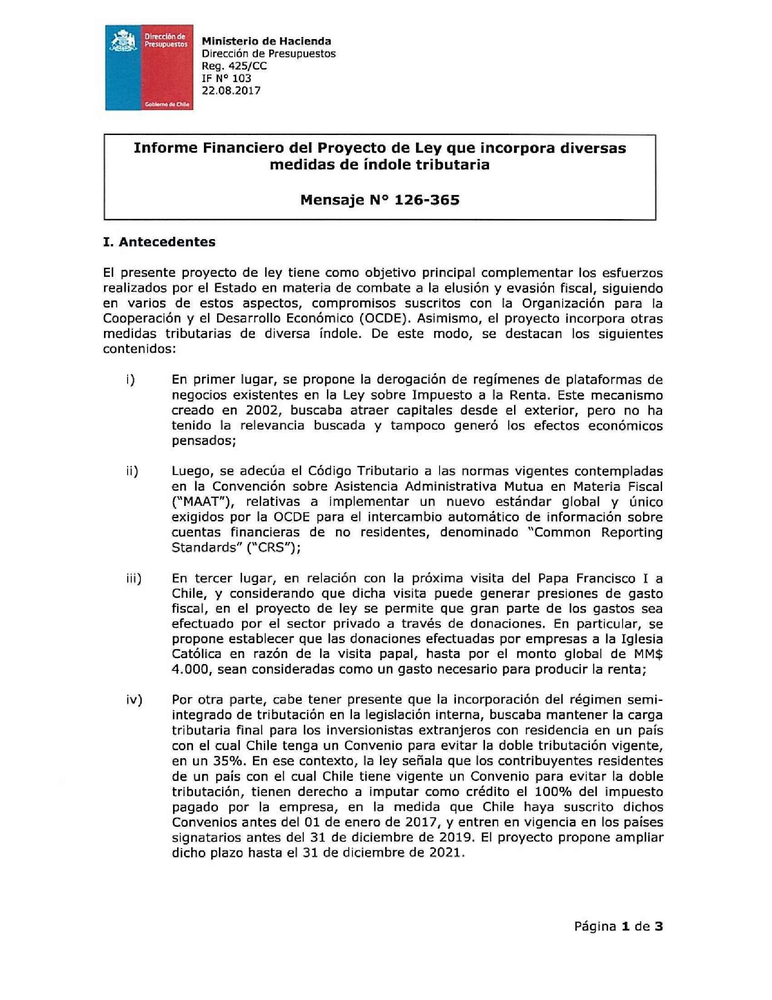 Dirección de
Presupuestos
Gobierno de Chile
Ministerio de Hacienda
Dirección de Presupuestos
Reg. 425/CC
IF Nº 103
22.08.2017
Informe Financiero del Proyecto de Ley que incorpora diversas
medidas de índole tributaria
Mensaje Nº 126-365
I. Antecedentes
El presente proyecto de ley tiene como objetivo principal complementar los esfuerzos
realizados por el Estado en materia de combate a la elusión y evasión fiscal, siguiendo
en varios de estos aspectos, compromisos suscritos con la Organización para la
Cooperación y el Desarrollo Económico (OCDE). Asimismo, el proyecto incorpora otras
medidas tributarias de diversa índole. De este modo, se destacan los siguientes
contenidos:
i) En primer lugar, se propone la derogación de regímenes de plataformas de
negocios existentes en la Ley sobre Impuesto a la Renta. Este mecanismo
creado en 2002, buscaba atraer capitales desde el exterior, pero no ha
tenido la relevancia buscada y tampoco generó los efectos económicos
pensados;
ii) Luego, se adecúa el Código Tributario a las normas vigentes contempladas
en la Convención sobre Asistencia Administrativa Mutua en Materia Fiscal
("MAAT"), relativas a implementar un nuevo estándar global y único
exigidos por la OCDE para el intercambio automático de información sobre
cuentas financieras de no residentes, denominado "Common Reporting
Standards" ("CRS");
iii) En tercer lugar, en relación con la próxima visita del Papa Francisco I a
Chile, y considerando que dicha visita puede generar presiones de gasto
fiscal, en el proyecto de ley se permite que gran parte de los gastos sea
efectuado por el sector privado a través de donaciones. En particular, se
propone establecer que las donaciones efectuadas por empresas a la Iglesia
Católica en razón de la visita papal, hasta por el monto global de MM$
4.000, sean consideradas como un gasto necesario para producir la renta;
iv) Por otra parte, cabe tener presente que la incorporación del régimen semi-
integrado de tributación en la legislación interna, buscaba mantener la carga
tributaria final para los inversionistas extranjeros con residencia en un país
con el cual Chile tenga un Convenio para evitar la doble tributación vigente,
en un 35%. En ese contexto, la ley señala que los contribuyentes residentes
de un país con el cual Chile tiene vigente un Convenio para evitar la doble
tributación, tienen derecho a imputar como crédito el 100% del impuesto
pagado por la empresa, en la medida que Chile haya suscrito dichos
Convenios antes del 01 de enero de 2017, y entren en vigencia en los países
signatarios antes del 31 de diciembre de 2019. El proyecto propone ampliar
dicho plazo hasta el 31 de diciembre de 2021.
Página 1 de 3